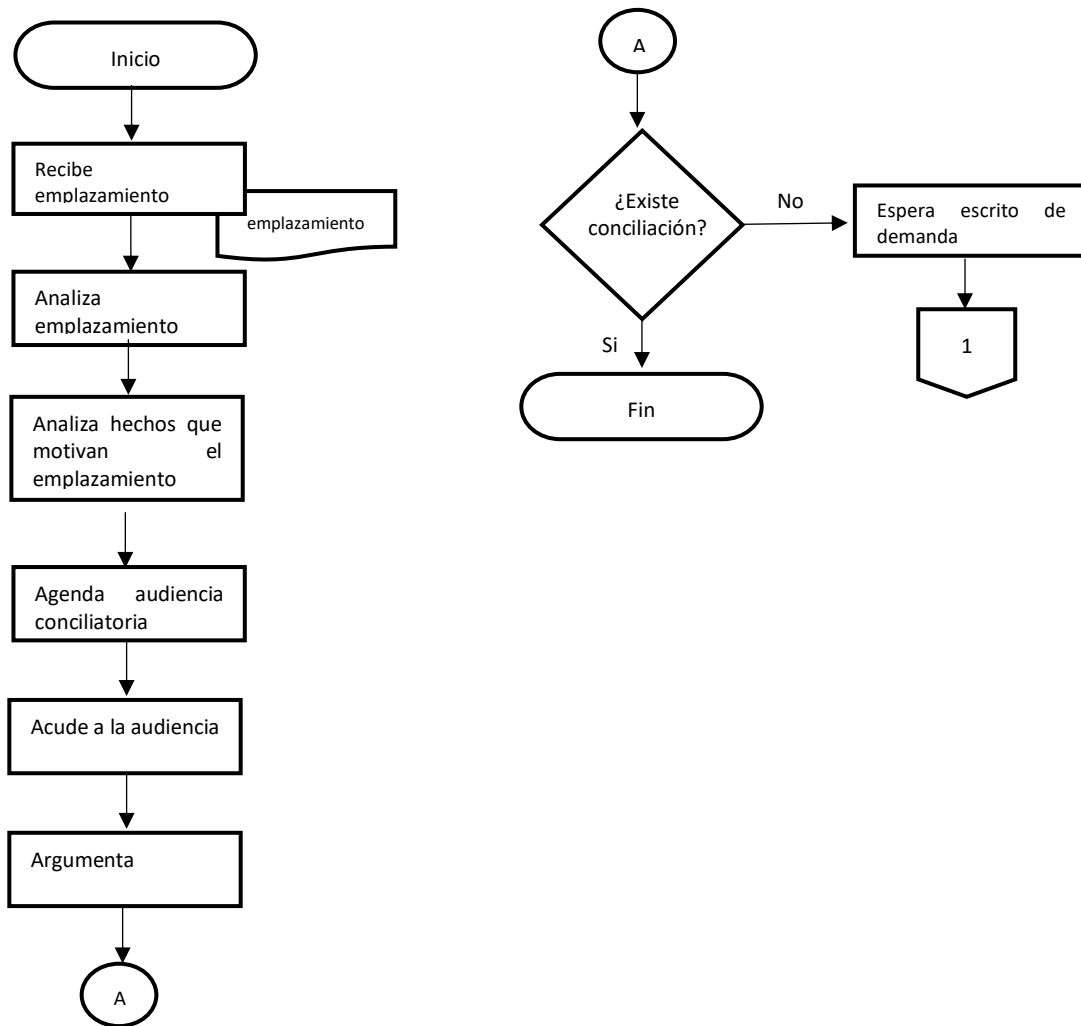 Inicio
Recibe
emplazamiento
emplazamiento
Analiza
emplazamiento
Analiza hechos que
motivan el
emplazamiento
Agenda audiencia
conciliatoria
Acude a la audiencia
Argumenta
A
A
¿Existe
conciliación?
No
Espera escrito de
demanda
1
Si
Fin